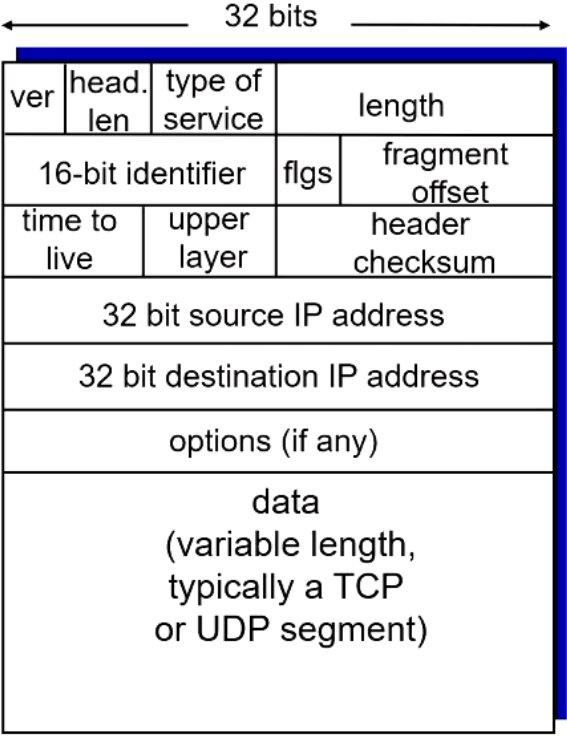 32 bits
ver
head.
len
type of
service
length
16-bit identifier
flgs
fragment
offset
time to
live
upper
layer
header
checksum
32 bit source IP address
32 bit destination IP address
options (if any)
data
(variable length,
typically a TCP
or UDP segment)